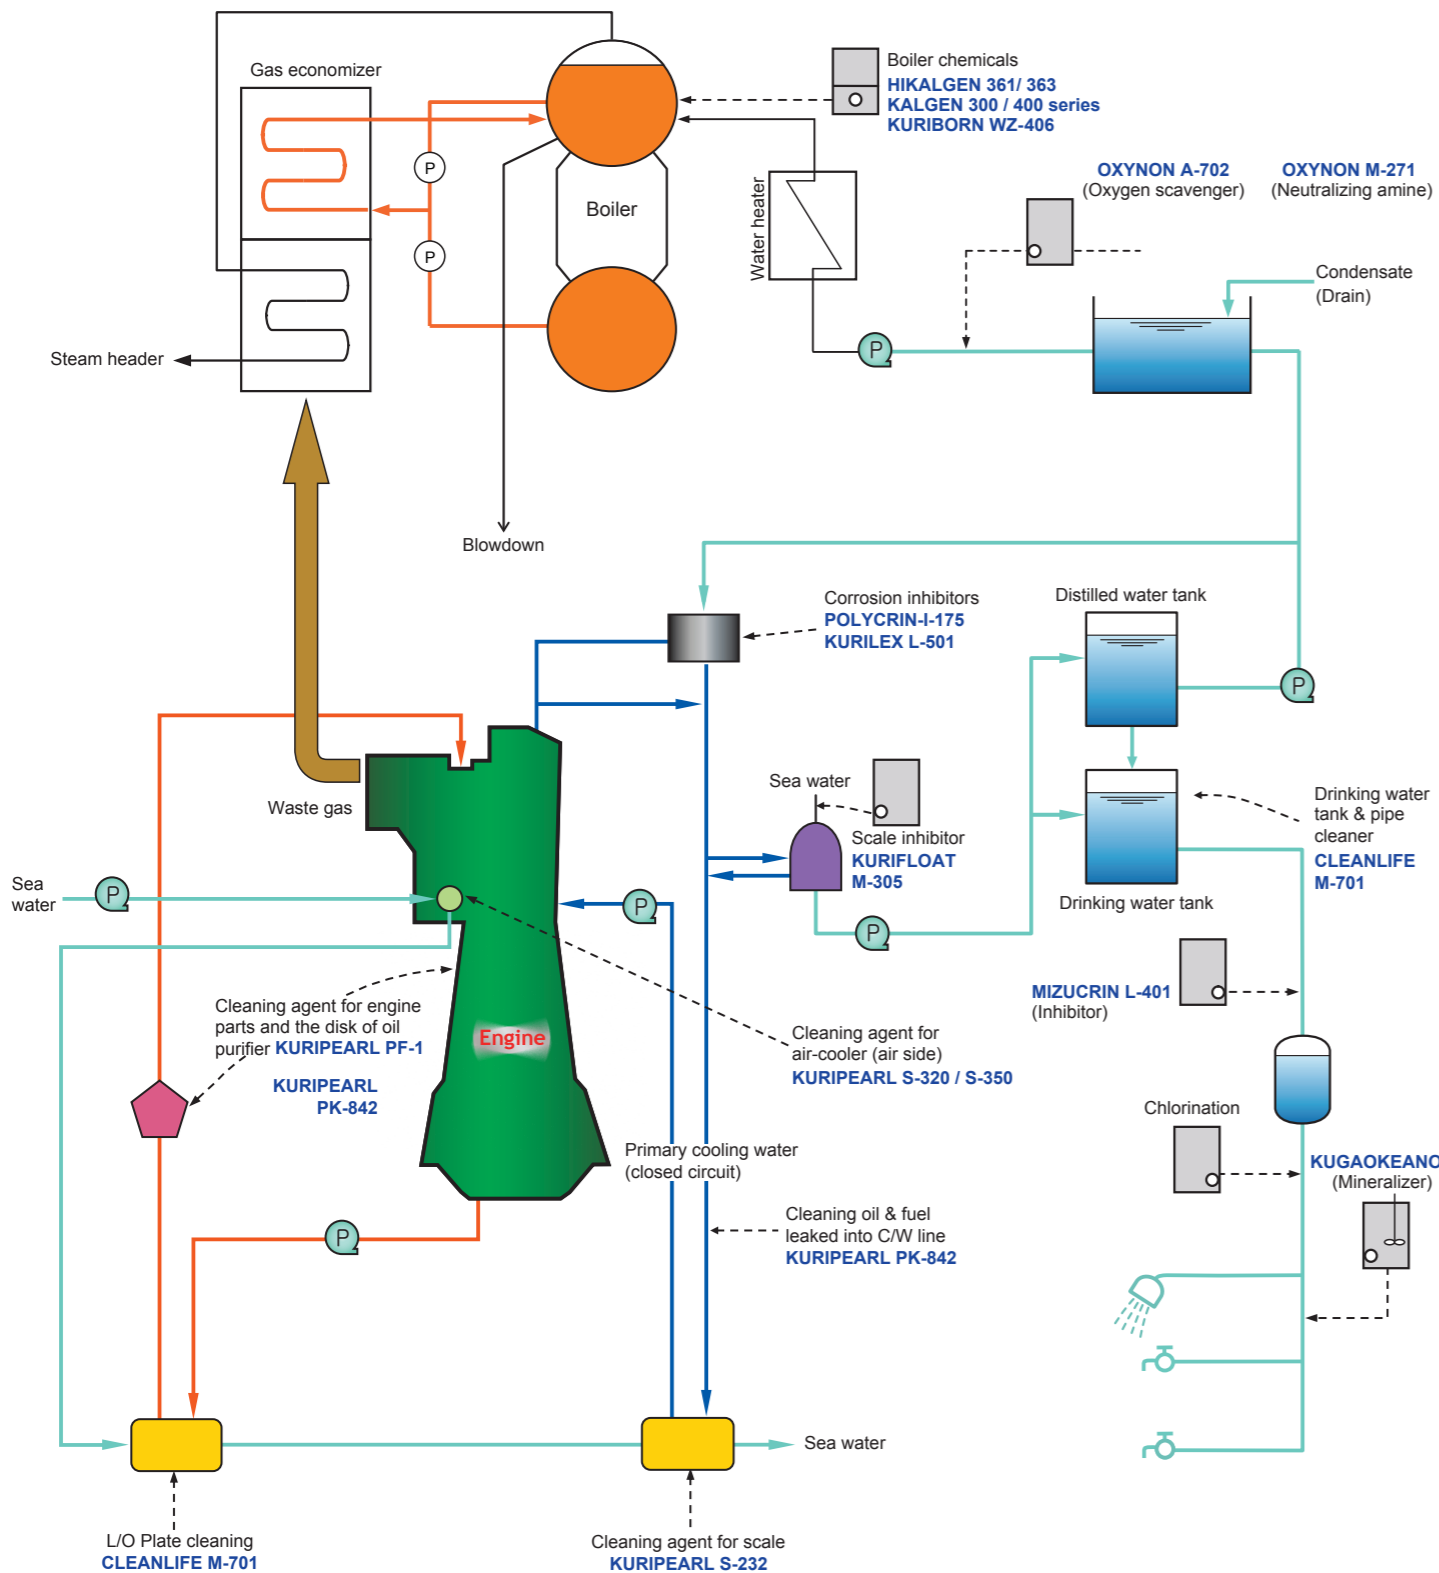 Gas economizer
Boiler chemicals
HIKALGEN 361/ 363
KALGEN 300 / 400 series
KURIBORN WZ-406
P
P
Boiler
Water heater
OXYNON A-702
(Oxygen scavenger)
OXYNON M-271
(Neutralizing amine)
Condensate
(Drain)
P
Steam header
Blowdown
Corrosion inhibitors
POLYCRIN-I-175
KURILEX L-501
Distilled water tank
P
Waste gas
Sea water
Scale inhibitor
KURIFLOAT
M-305
Drinking water
tank & pipe
cleaner
CLEANLIFE
M-701
Sea
water
P
P
P
Drinking water tank
Cleaning agent for engine
parts and the disk of oil
purifier KURIPEARL PF-1
KURIPEARL
PK-842
Engine
Cleaning agent for
air-cooler (air side)
KURIPEARL S-320 / S-350
MIZUCRIN L-401
(Inhibitor)
Chlorination
Primary cooling water
(closed circuit)
KUGAOKEANO
(Mineralizer)
Cleaning oil & fuel
leaked into C/W line
KURIPEARL PK-842
P
Sea water
L/O Plate cleaning
CLEANLIFE M-701
Cleaning agent for scale
KURIPEARL S-232